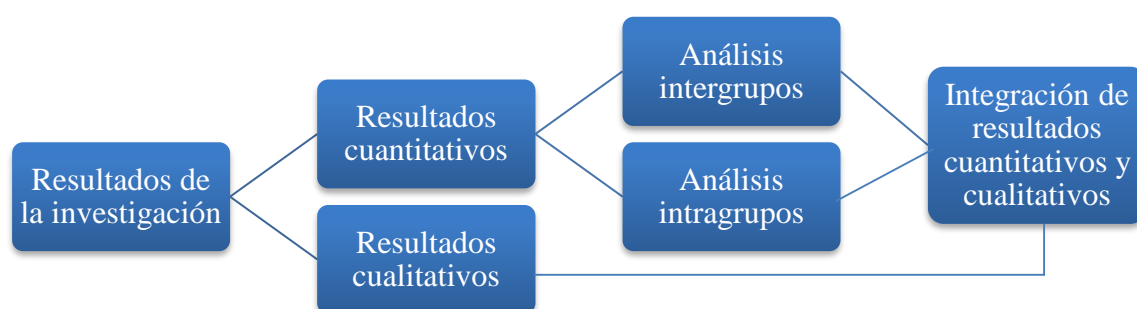 Resultados de
la investigación
Resultados
cuantitativos
Resultados
cualitativos
Análisis
intergrupos
Análisis
intragrupos
Integración de
resultados
cuantitativos y
cualitativos